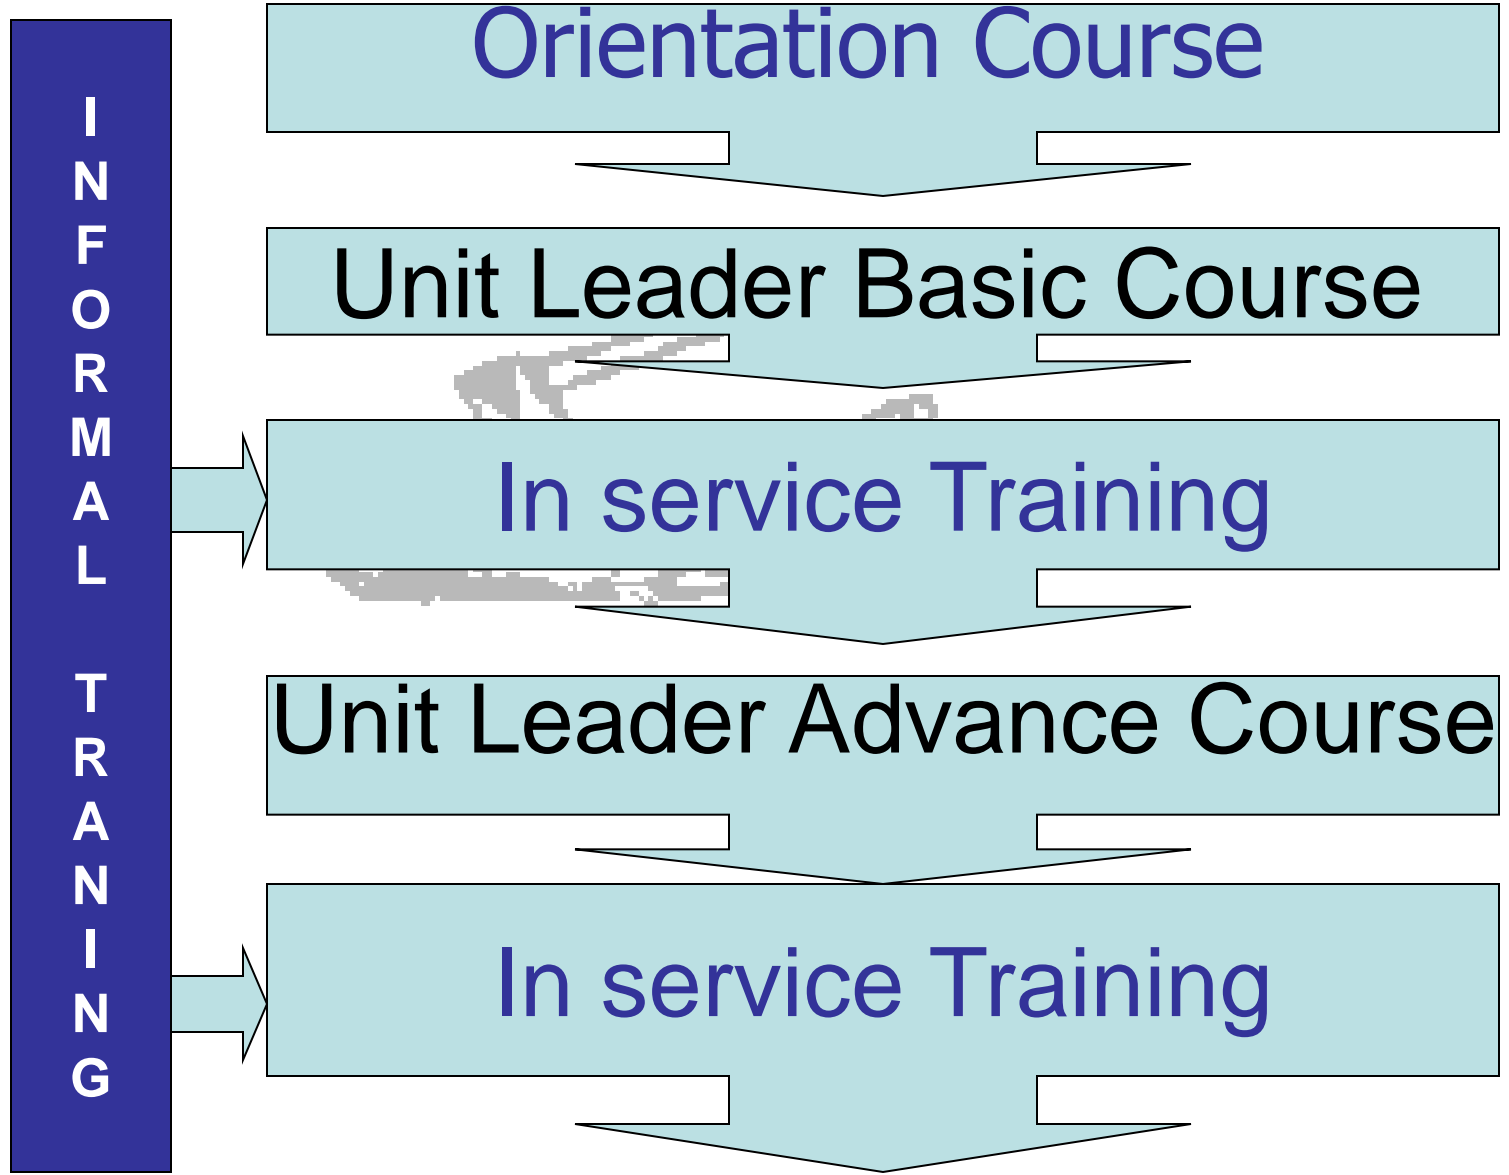 INFORMAL TRANING
Orientation Course
Unit Leader Basic Course
In service Training
Unit Leader Advance Course
In service Training